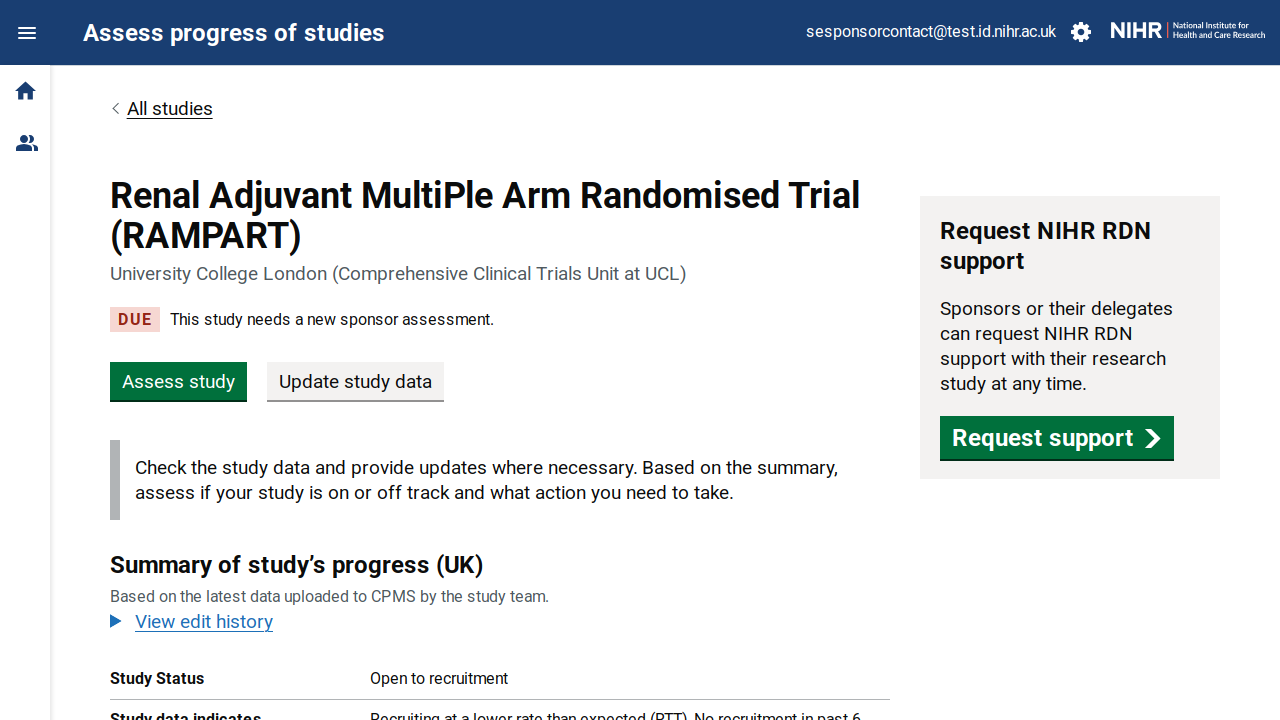 Assess progress of studies
sesponsorcontact@test.id.nihr.ac.uk
NIHR | National Institute for
Health and Care Research
All studies
Renal Adjuvant MultiPle Arm Randomised Trial
(RAMPART)
University College London (Comprehensive Clinical Trials Unit at UCL)
DUE This study needs a new sponsor assessment.
Assess study
Update study data
Check the study data and provide updates where necessary. Based on the summary,
assess if your study is on or off track and what action you need to take.
Summary of study’s progress (UK)
Based on the latest data uploaded to CPMS by the study team.
View edit history
Study Status Open to recruitment
Study data indicates Recruiting at a lower rate than expected (RTT), No recruitment in past 6
Request NIHR RDN
support
Sponsors or their delegates
can request NIHR RDN
support with their research
study at any time.
Request support